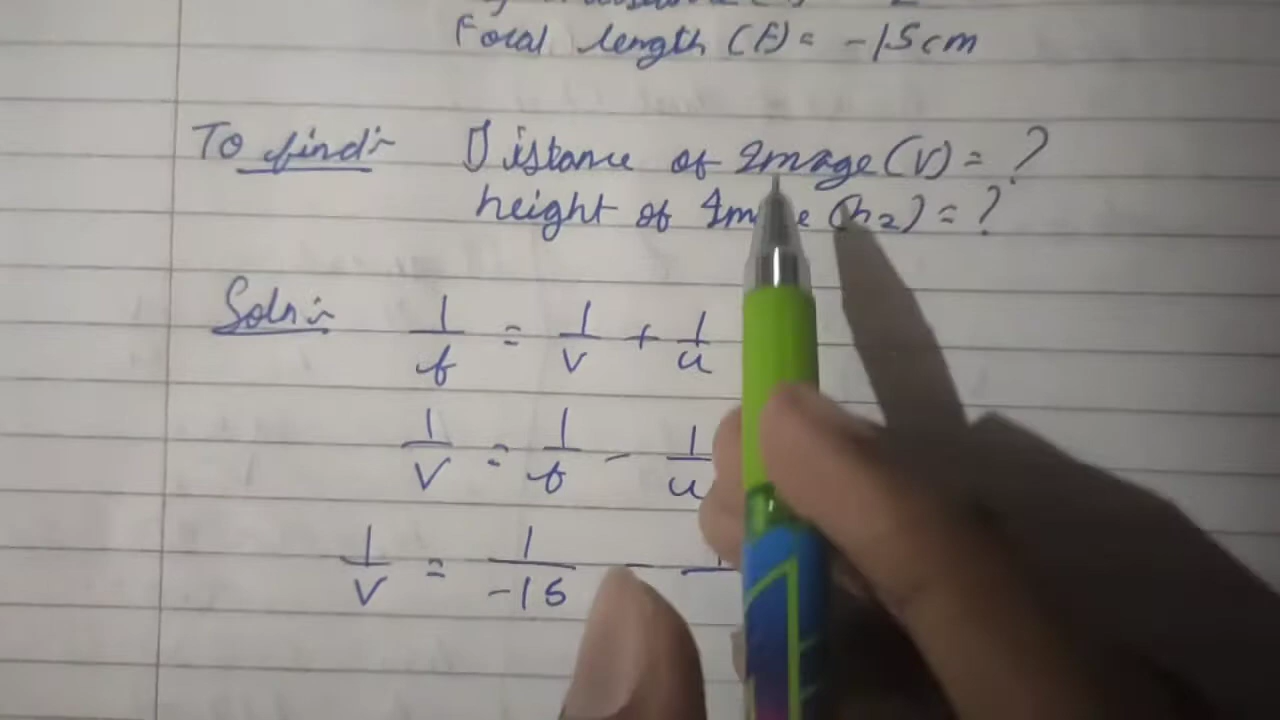 Focal length (F) = -15cm
To find:- Distance of Image (V) = ?
height of Image (h2) = ?
Soln:- 1/f = 1/v + 1/u
1/v = 1/f - 1/u
1/v = 1/-15 -